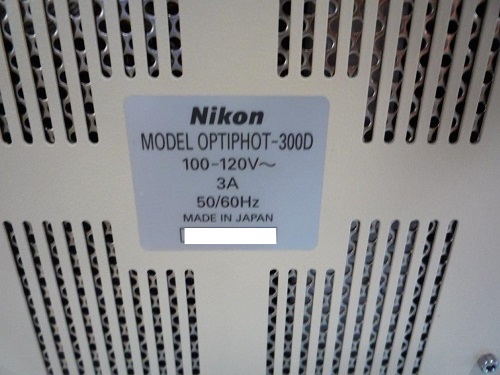 Nikon
MODEL OPTIPHOT-300D
100-120V～
3A
50/60Hz
MADE IN JAPAN